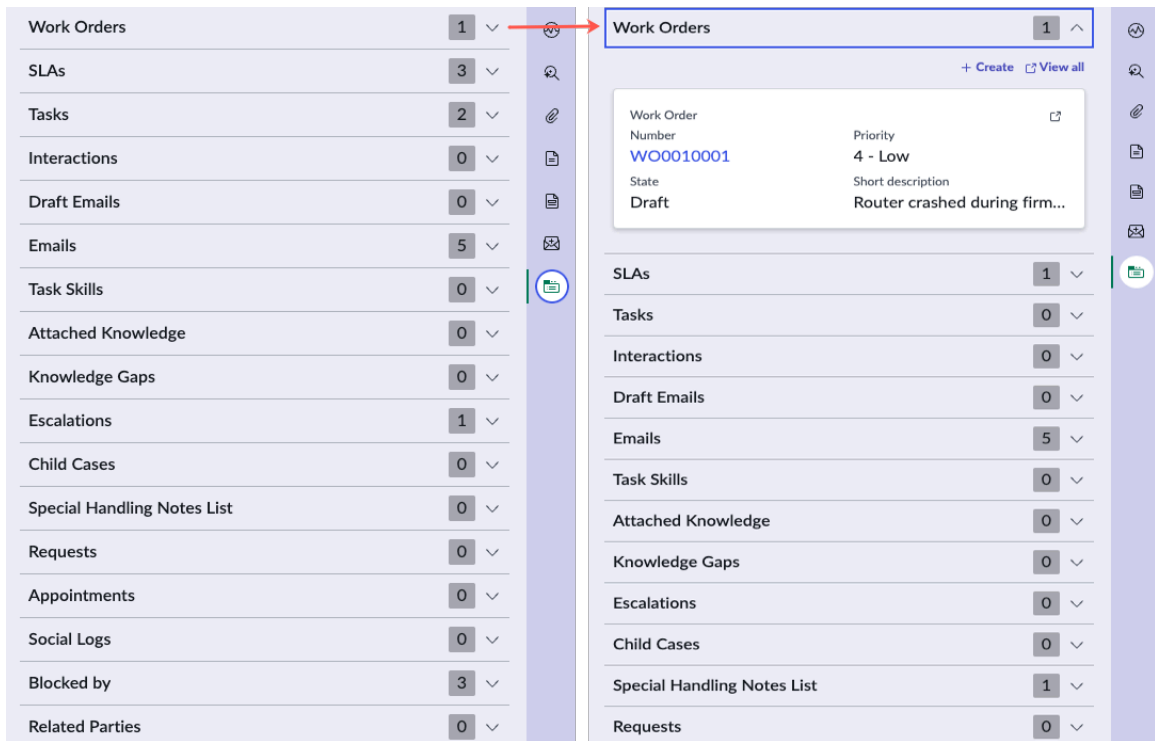 Work Orders 1
SLAs 3
Tasks 2
Interactions 0
Draft Emails 0
Emails 5
Task Skills 0
Attached Knowledge 0
Knowledge Gaps 0
Escalations 1
Child Cases 0
Special Handling Notes List 0
Requests 0
Appointments 0
Social Logs 0
Blocked by 3
Related Parties 0
Work Orders 1
+ Create View all
Work Order
Number Priority
WO0010001 4 - Low
State Short description
Draft Router crashed during firm...
SLAs 1
Tasks 0
Interactions 0
Draft Emails 0
Emails 5
Task Skills 0
Attached Knowledge 0
Knowledge Gaps 0
Escalations 0
Child Cases 0
Special Handling Notes List 1
Requests 0